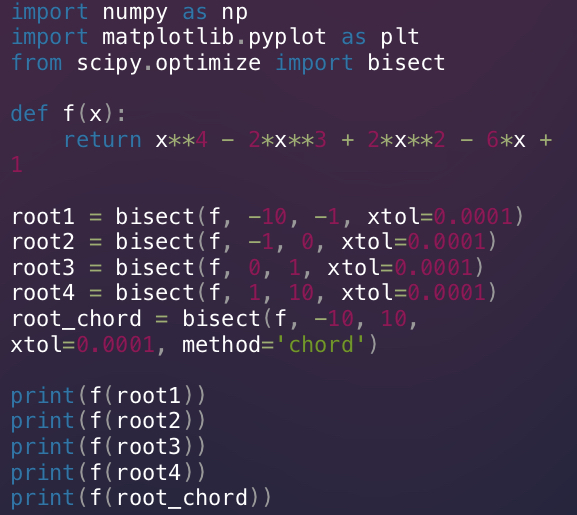 import numpy as np
import matplotlib.pyplot as plt
from scipy.optimize import bisect

def f(x):
    return x**4 - 2*x**3 + 2*x**2 - 6*x +
1

root1 = bisect(f, -10, -1, xtol=0.0001)
root2 = bisect(f, -1, 0, xtol=0.0001)
root3 = bisect(f, 0, 1, xtol=0.0001)
root4 = bisect(f, 1, 10, xtol=0.0001)
root_chord = bisect(f, -10, 10,
xtol=0.0001, method='chord')

print(f(root1))
print(f(root2))
print(f(root3))
print(f(root4))
print(f(root_chord))